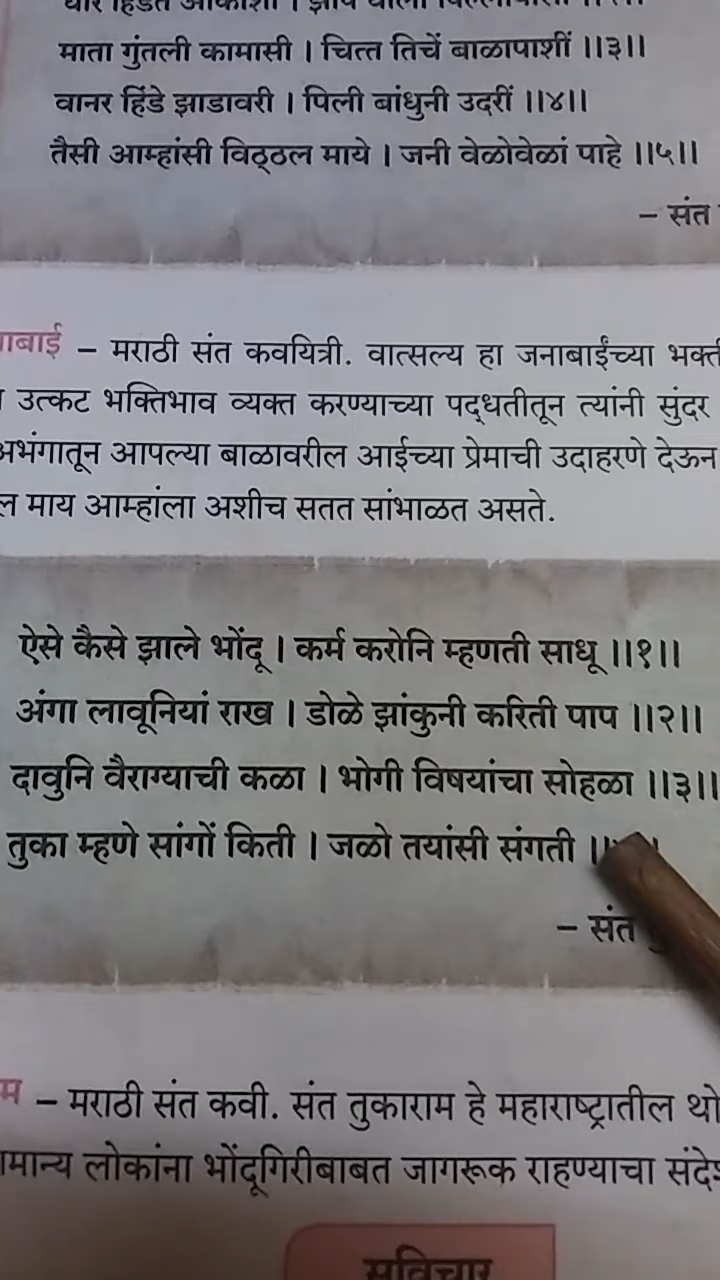 माता गुंतली कामासी । चित्त तिचें बाळापाशीं ।।३।।
वानर हिंडे झाडावरी । पिली बांधुनी उदरीं ।।४।।
तैसी आम्हांसी विठ्ठल माये । जनी वेळोवेळां पाहे ।।५।।
– संत
– मराठी संत कवयित्री. वात्सल्य हा जनाबाईंच्या
उत्कट भक्तिभाव व्यक्त करण्याच्या पद्धतीतून त्यांनी सुंदर
अभंगातून आपल्या बाळावरील आईच्या प्रेमाची उदाहरणे देऊन
माय आम्हांला अशीच सतत सांभाळत असते.
ऐसे कैसे झाले भोंदू । कर्म करोनि म्हणती साधू ।।१।।
अंगा लावूनियां राख । डोळे झांकुनी करिती पाप ।।२।।
दावुनि वैराग्याची कळा । भोगी विषयांचा सोहळा ।।३।।
तुका म्हणे सांगों किती । जळो तयांसी संगती
– संत
– मराठी संत कवी. संत तुकाराम हे महाराष्ट्रातील
लोकांना भोंदूगिरीबाबत जागरूक राहण्याचा